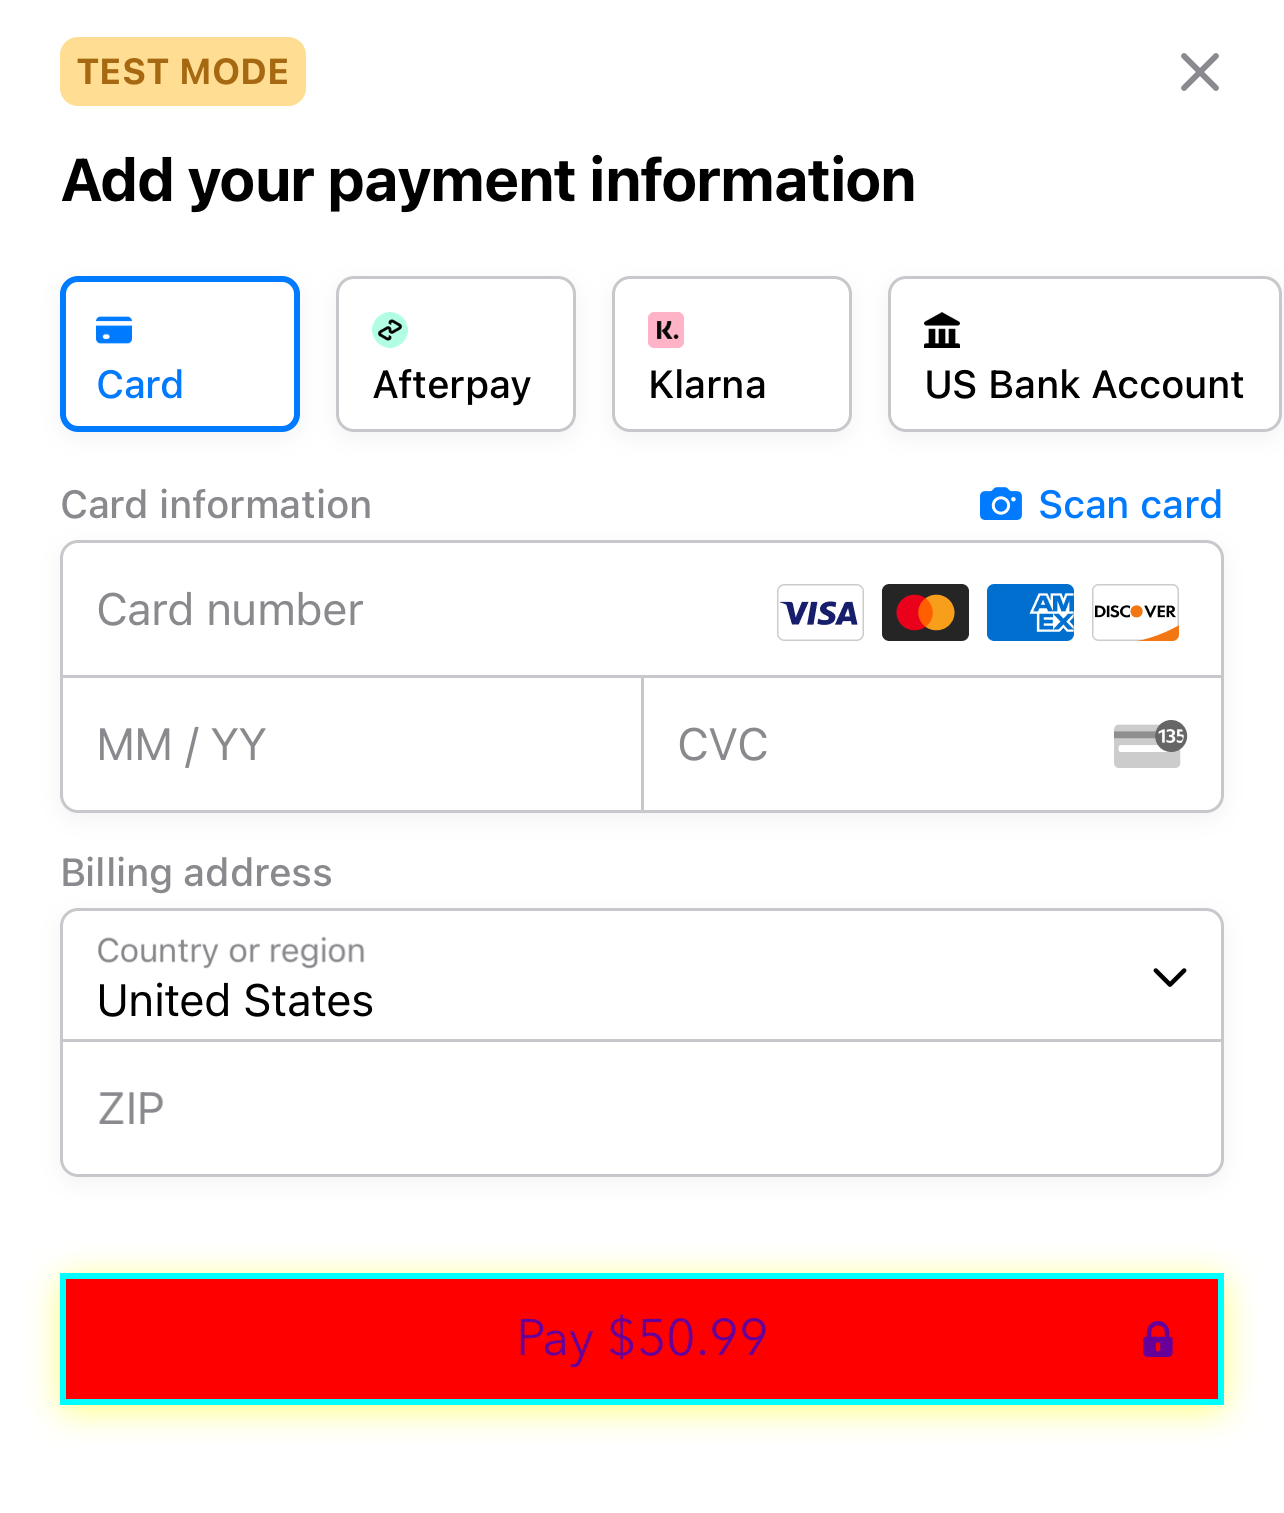 TEST MODE
Add your payment information
Card
Afterpay
K.
Klarna
US Bank Account
Card information
Scan card
Card number
VISA
AM
EX
DISCOVER
MM / YY
CVC
135
Billing address
Country or region
United States
ZIP
Pay $50.99